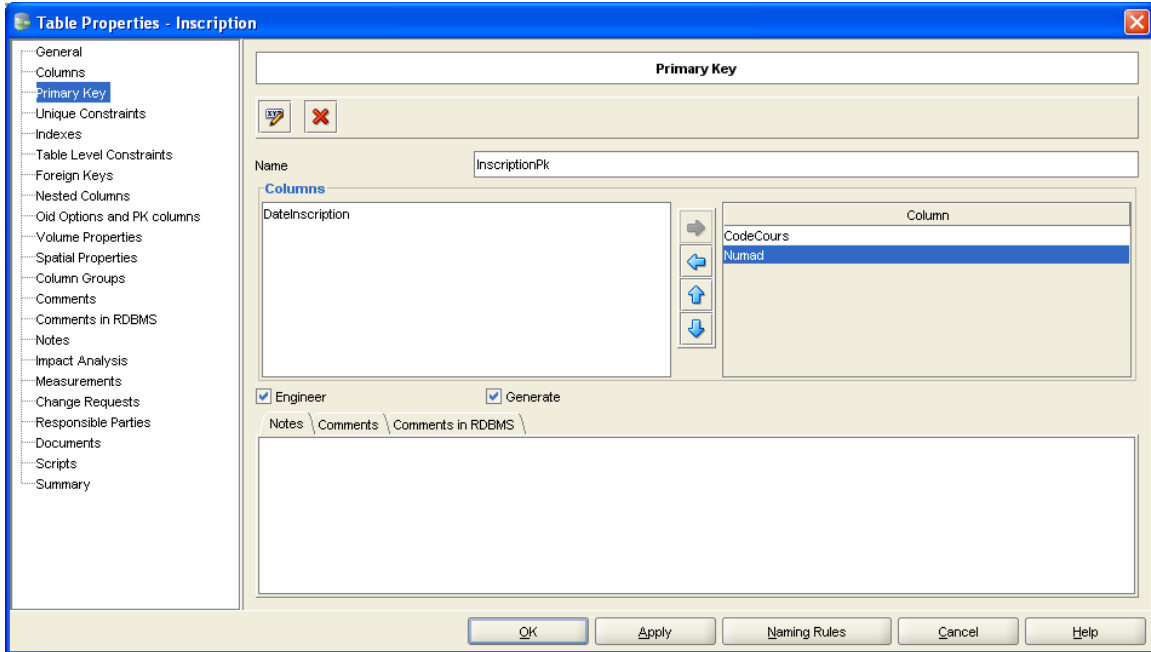 Table Properties - Inscription
General
Columns
Primary Key
Unique Constraints
Indexes
Table Level Constraints
Foreign Keys
Nested Columns
Oid Options and PK columns
Volume Properties
Spatial Properties
Column Groups
Comments
Comments in RDBMS
Notes
Impact Analysis
Measurements
Change Requests
Responsible Parties
Documents
Scripts
Summary
Primary Key
Name InscriptionPk
Columns
DateInscription
Column
CodeCours
Numad
Engineer Generate
Notes Comments Comments in RDBMS
OK Apply Naming Rules Cancel Help